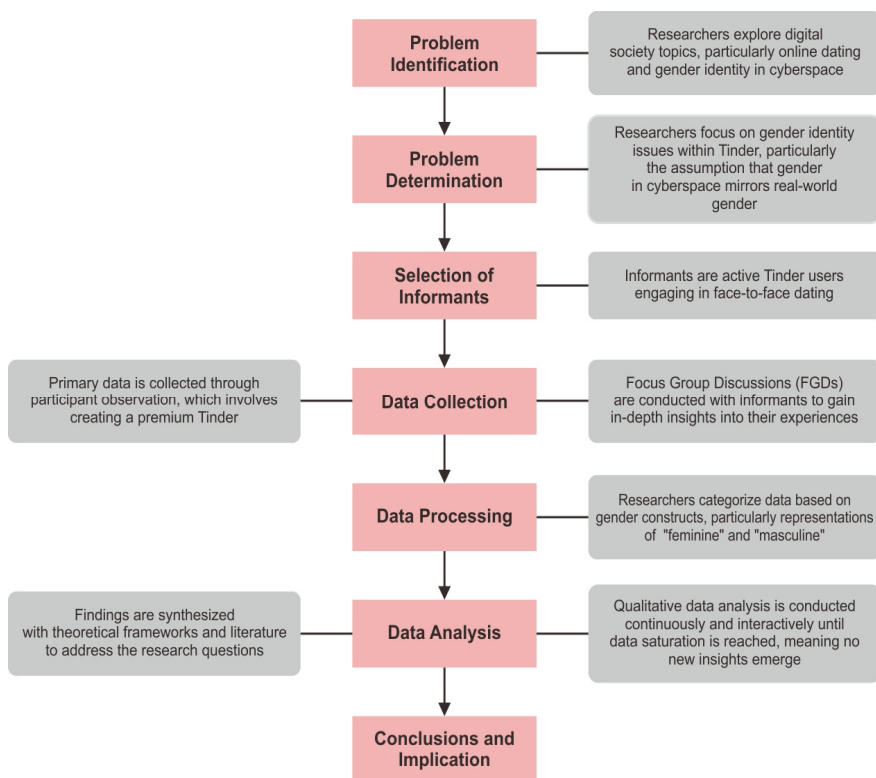 Problem
Identification
Researchers explore digital
society topics, particularly online dating
and gender identity in cyberspace
Problem
Determination
Researchers focus on gender identity
issues within Tinder, particularly
the assumption that gender
in cyberspace mirrors real-world
gender
Selection of
Informants
Informants are active Tinder users
engaging in face-to-face dating
Primary data is collected through
participant observation, which involves
creating a premium Tinder
Data Collection
Focus Group Discussions (FGDs)
are conducted with informants to gain
in-depth insights into their experiences
Data Processing
Researchers categorize data based on
gender constructs, particularly representations
of "feminine" and "masculine"
Findings are synthesized
with theoretical frameworks and literature
to address the research questions
Data Analysis
Qualitative data analysis is conducted
continuously and interactively until
data saturation is reached, meaning no
new insights emerge
Conclusions and
Implication